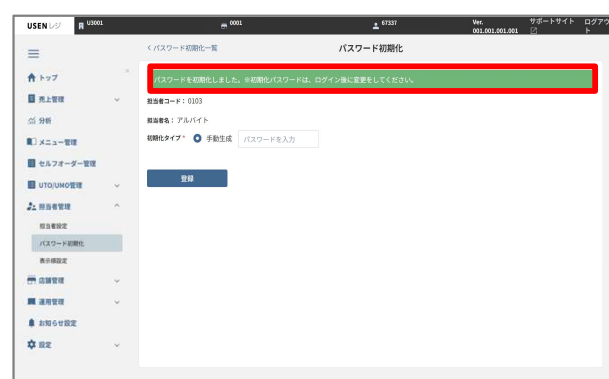 USENレジ U3001 0001 67337 Ver. 001.001.001.001 サポートサイト ログアウト
< パスワード初期化一覧 パスワード初期化
トップ
売上管理
分析
メニュー管理
セルフオーダー管理
UTO/UMO管理
担当者管理
担当者設定
パスワード初期化
表示順設定
店舗管理
運用管理
お知らせ設定
設定
パスワードを初期化しました。※初期化パスワードは、ログイン後に変更をしてください。
担当者コード : 0103
担当者名 : アルバイト
初期化タイプ * 手動生成 パスワードを入力
登録